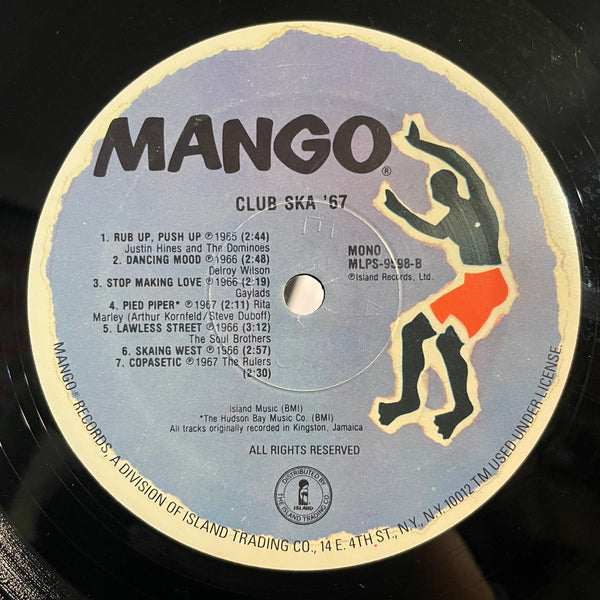 MANGO®
CLUB SKA '67
1. RUB UP, PUSH UP ℗1965 (2:44)
Justin Hines and The Dominoes
2. DANCING MOOD ℗1966 (2:48)
Delroy Wilson
3. STOP MAKING LOVE ℗1966 (2:19)
Gaylads
4. PIED PIPER* ℗1967 (2:11) Rita
Marley (Arthur Kornfeld/Steve Duboff)
5. LAWLESS STREET ℗1966 (3:12)
The Soul Brothers
6. SKAING WEST ℗1966 (2:57)
7. COPASETIC ℗1967 The Rulers
(2:30)
MONO
MLPS-9598-B
℗Island Records, Ltd.
Island Music (BMI)
*The Hudson Bay Music Co. (BMI)
All tracks originally recorded in Kingston, Jamaica
ALL RIGHTS RESERVED
DISTRIBUTED BY
ISLAND
THE ISLAND TRADING CO.
MANGO® RECORDS, A DIVISION OF ISLAND TRADING CO., 14 E. 4TH ST., N.Y., N.Y. 10012 TM USED UNDER LICENSE.